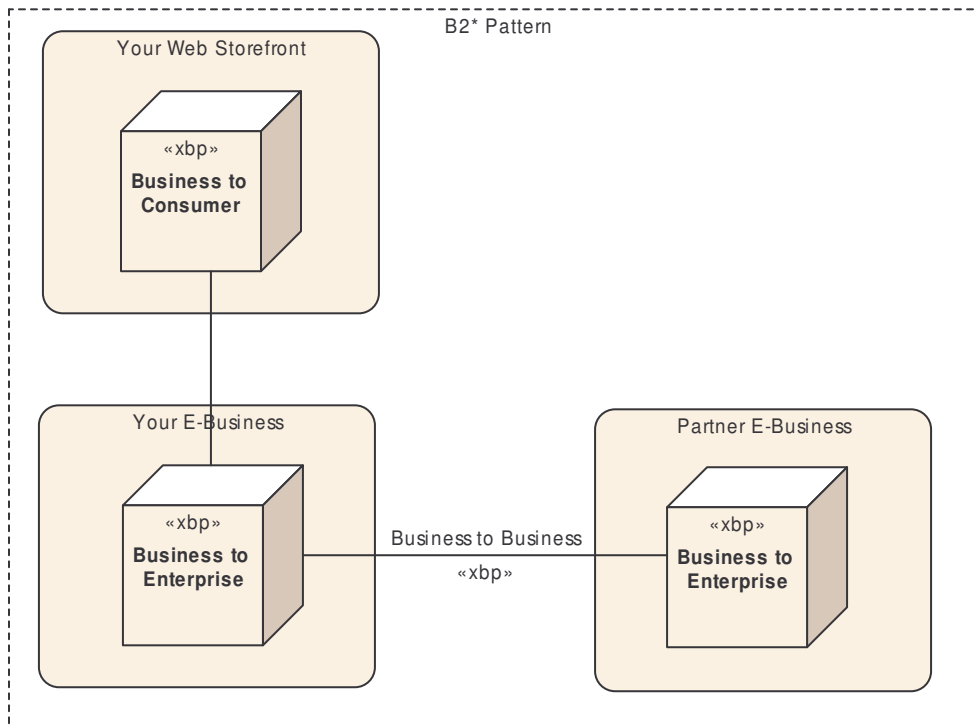 B2* Pattern
Your Web Storefront
«xbp»
Business to
Consumer
Your E-Business
«xbp»
Business to
Enterprise
Business to Business
«xbp»
Partner E-Business
«xbp»
Business to
Enterprise